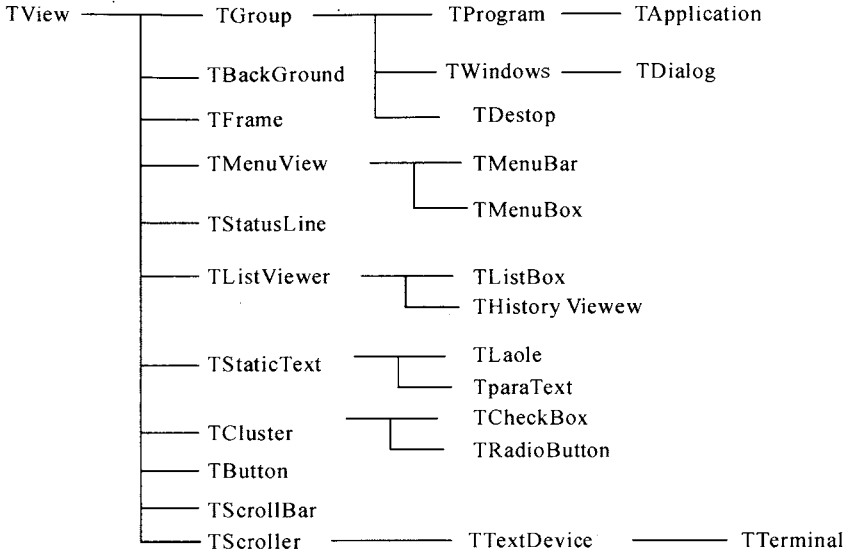 TView TGroup TProgram TApplication
TBackGround TWindows TDialog
TFrame TDestop
TMenuView TMenuBar
TMenuBox
TStatusLine
TListViewer TListBox
THistory Viewew
TStaticText TLaole
TparaText
TCluster TCheckBox
TRadioButton
TButton
TScrollBar
TScroller TTextDevice TTerminal